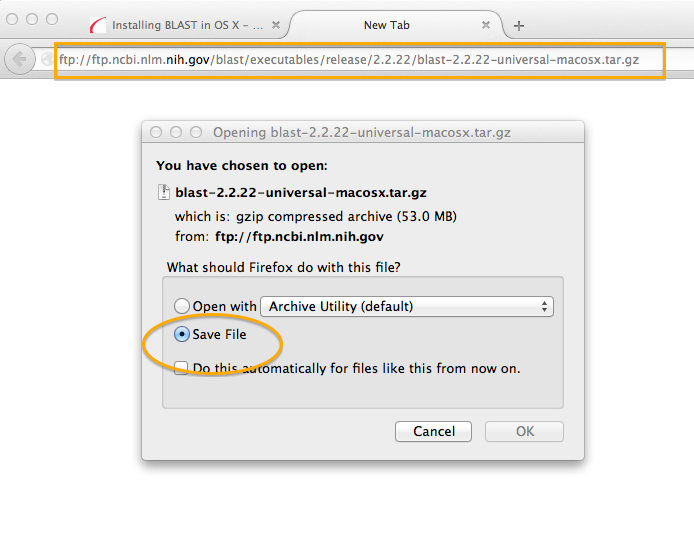 Installing BLAST in OS X – ...
New Tab
ftp://ftp.ncbi.nlm.nih.gov/blast/executables/release/2.2.22/blast-2.2.22-universal-macosx.tar.gz
Opening blast-2.2.22-universal-macosx.tar.gz
You have chosen to open:
blast-2.2.22-universal-macosx.tar.gz
which is: gzip compressed archive (53.0 MB)
from: ftp://ftp.ncbi.nlm.nih.gov
What should Firefox do with this file?
Open with Archive Utility (default)
Save File
Do this automatically for files like this from now on.
Cancel OK